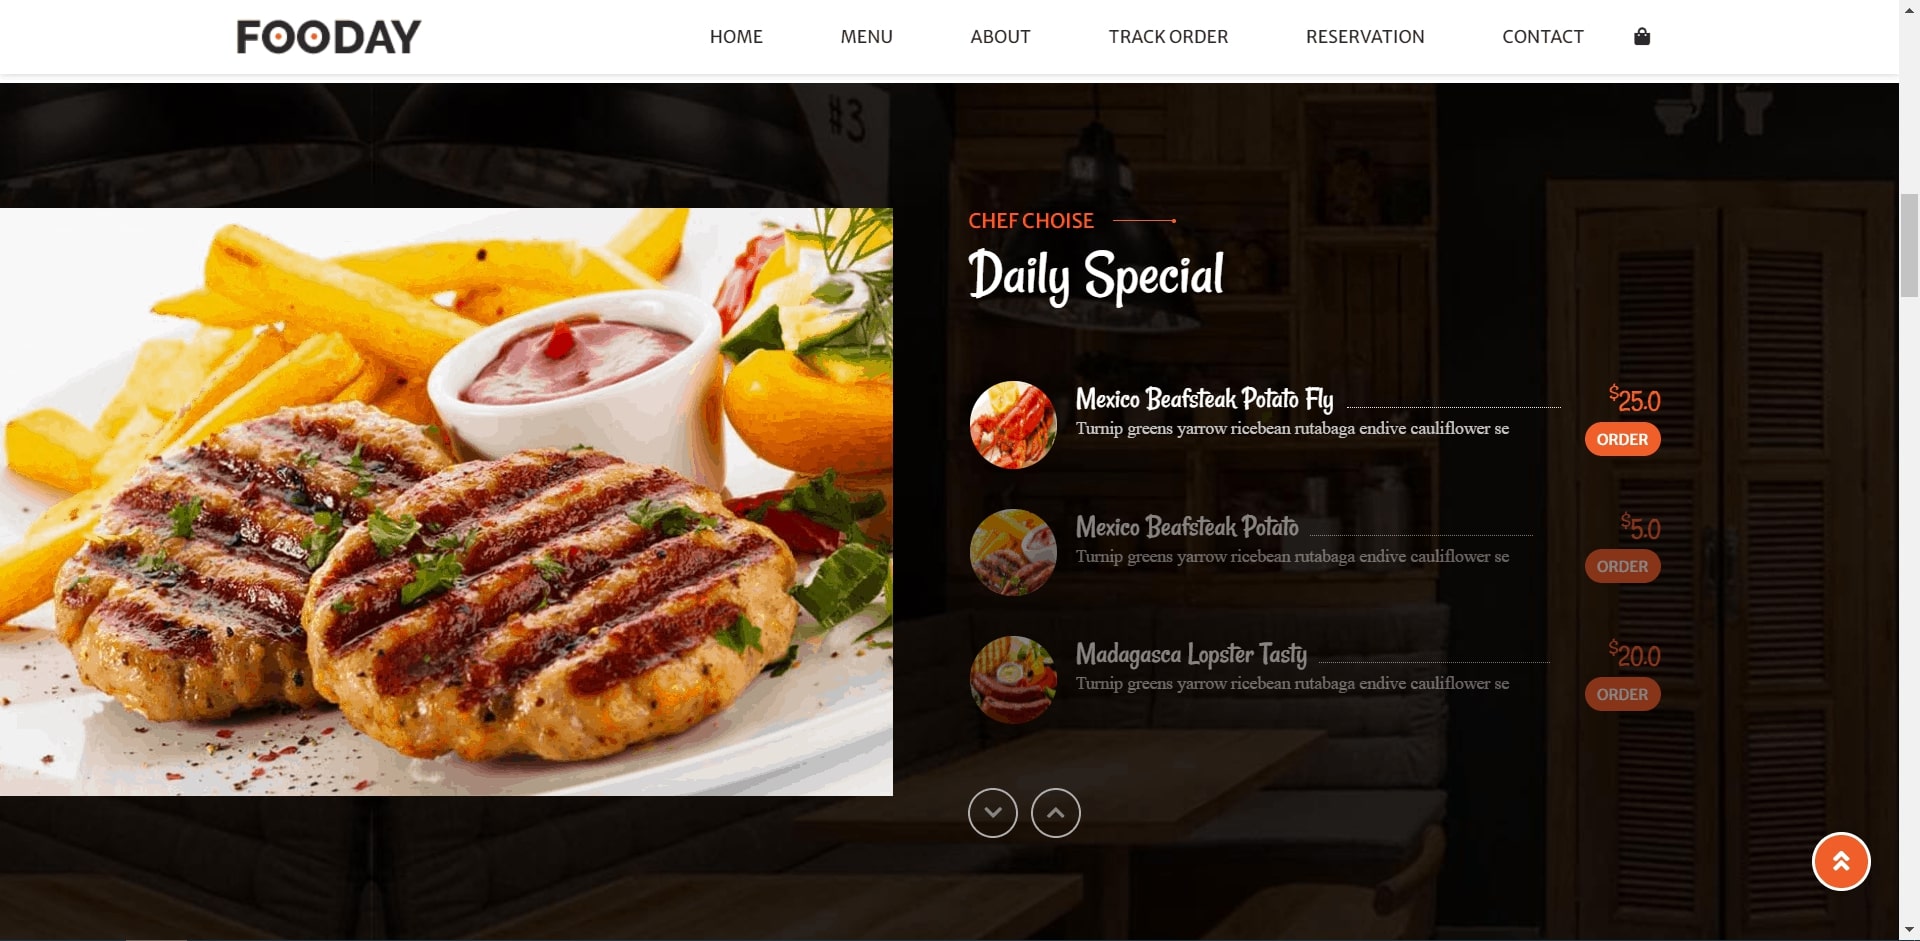 FOODAY
HOME MENU ABOUT TRACK ORDER RESERVATION CONTACT
#3
CHEF CHOISE
Daily Special
Mexico Beafsteak Potato Fly $25.0
Turnip greens yarrow ricebean rutabaga endive cauliflower se
ORDER
Mexico Beafsteak Potato $5.0
Turnip greens yarrow ricebean rutabaga endive cauliflower se
ORDER
Madagasca Lopster Tasty $20.0
Turnip greens yarrow ricebean rutabaga endive cauliflower se
ORDER